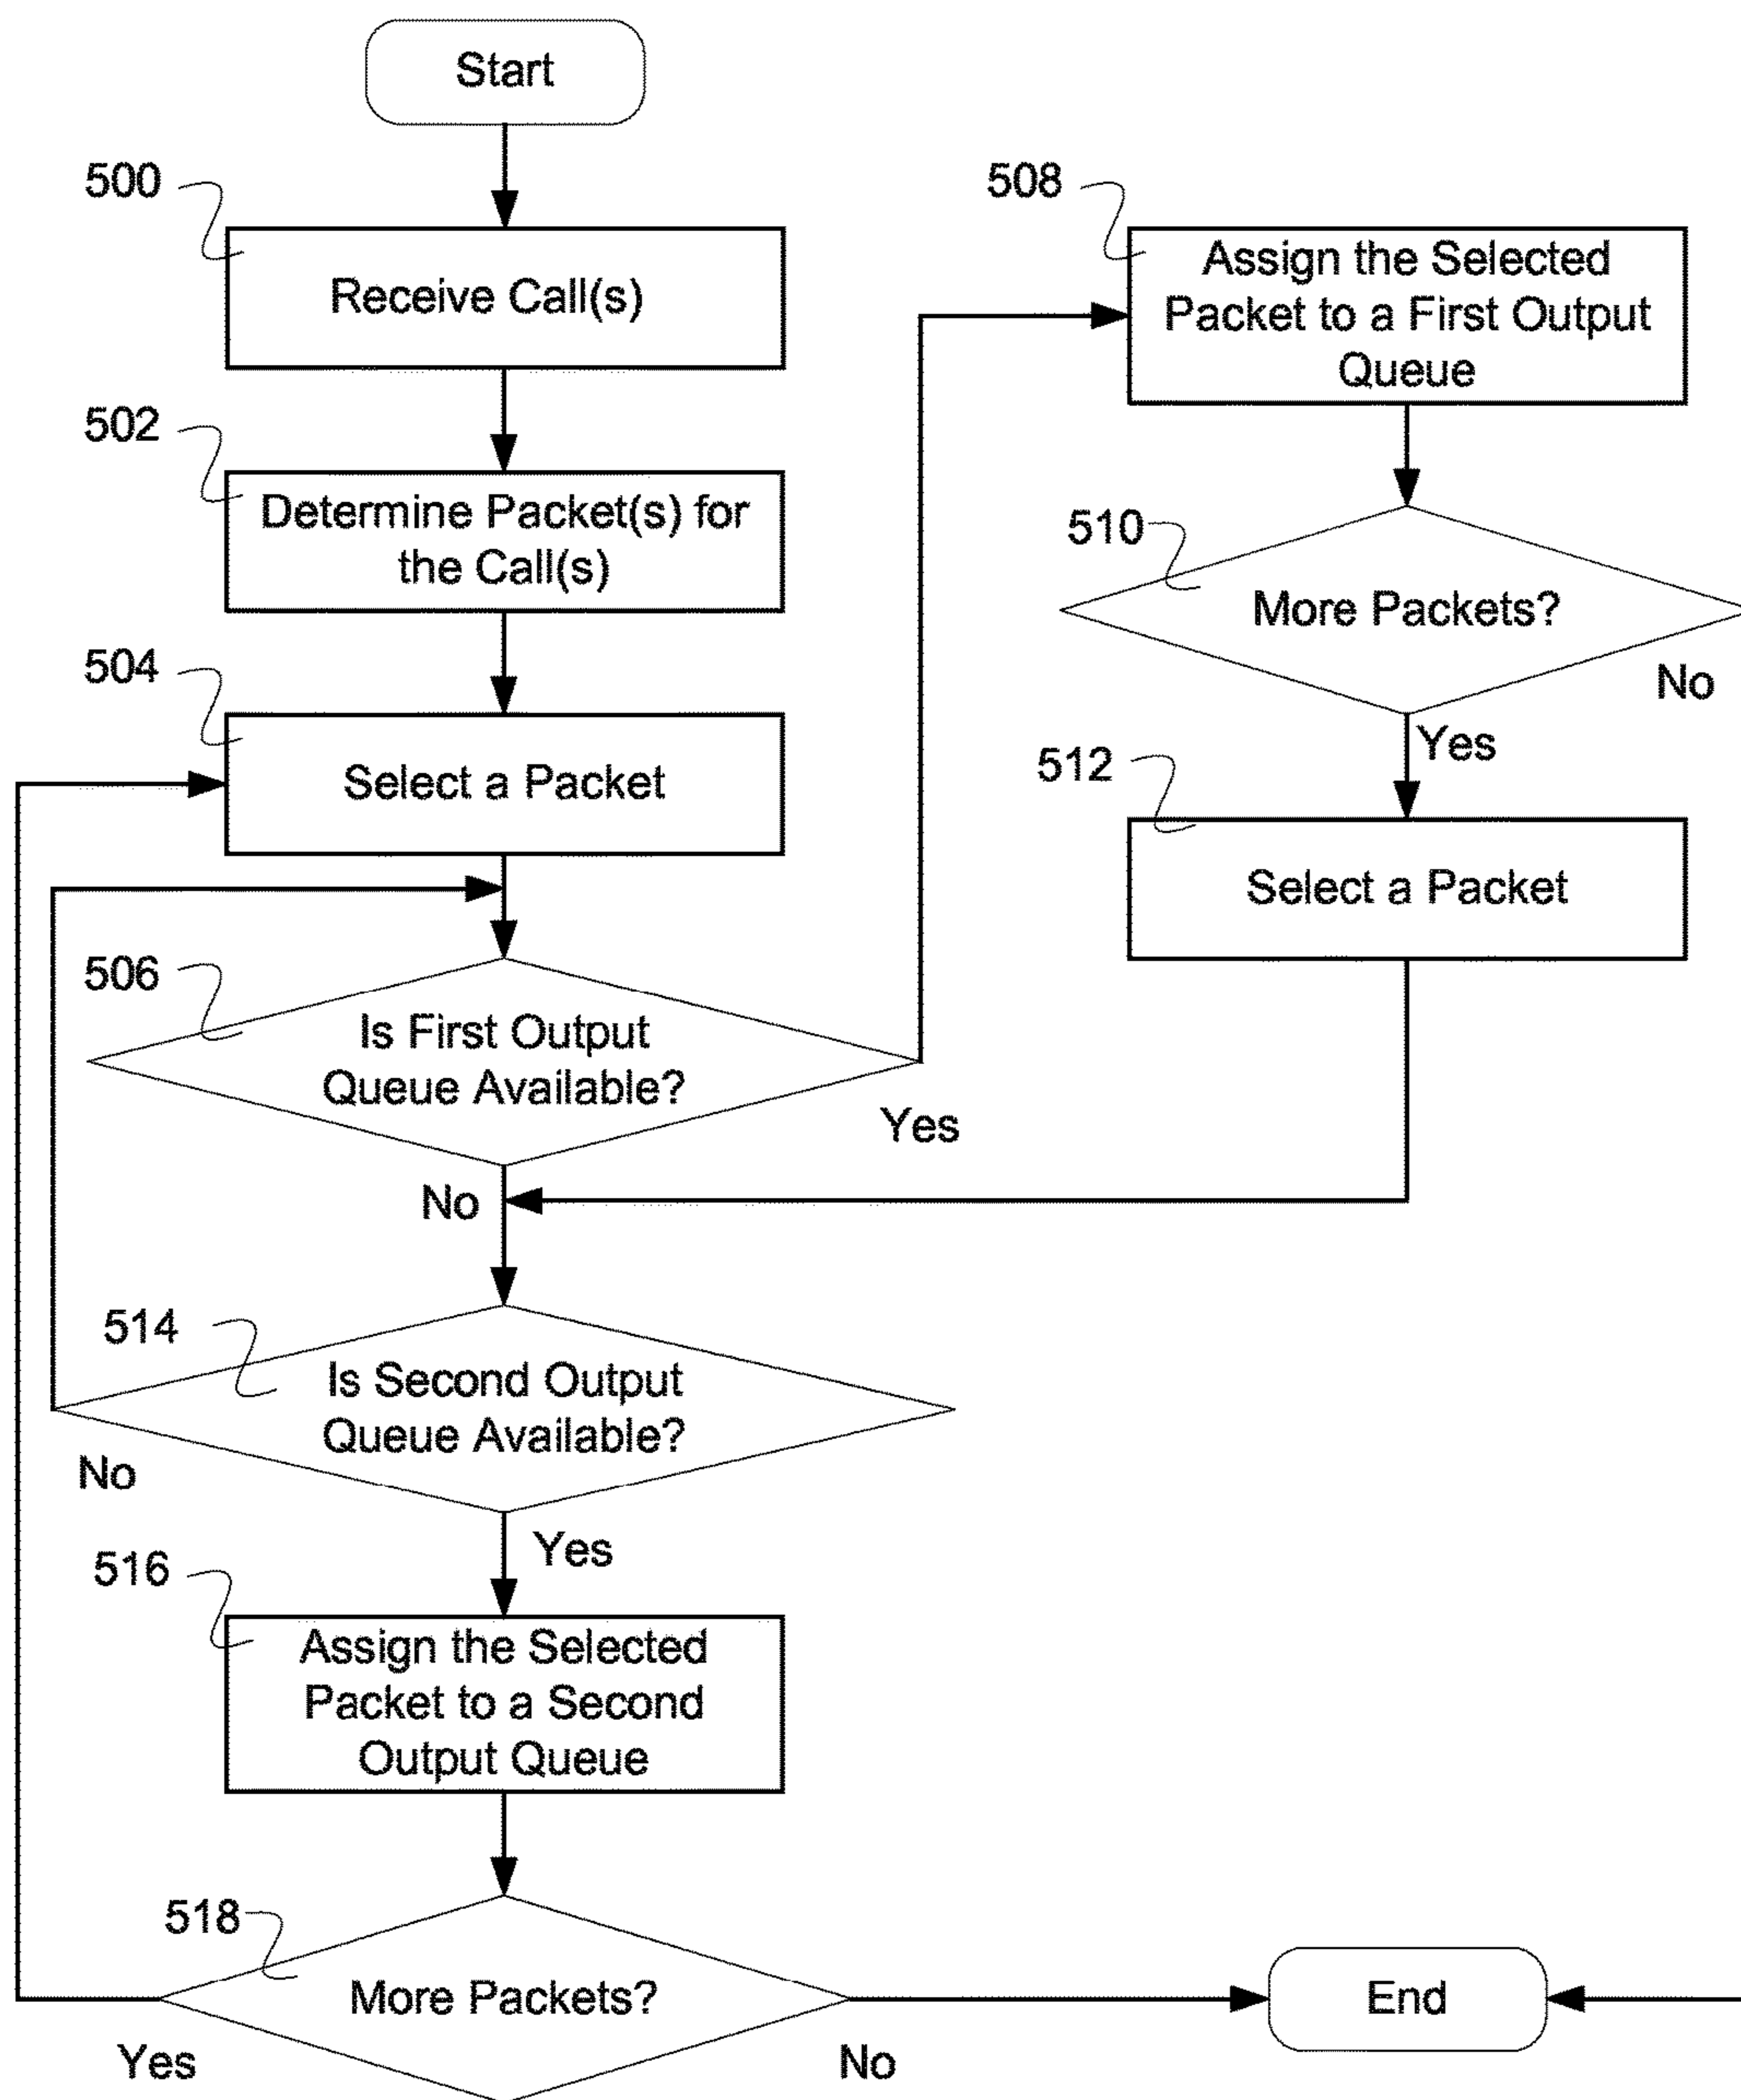 Start
500
Receive Call(s)
502
Determine Packet(s) for
the Call(s)
504
Select a Packet
506
Is First Output
Queue Available?
Yes
No
508
Assign the Selected
Packet to a First Output
Queue
510
More Packets?
No
Yes
512
Select a Packet
514
Is Second Output
Queue Available?
No
Yes
516
Assign the Selected
Packet to a Second
Output Queue
518
More Packets?
Yes
No
End